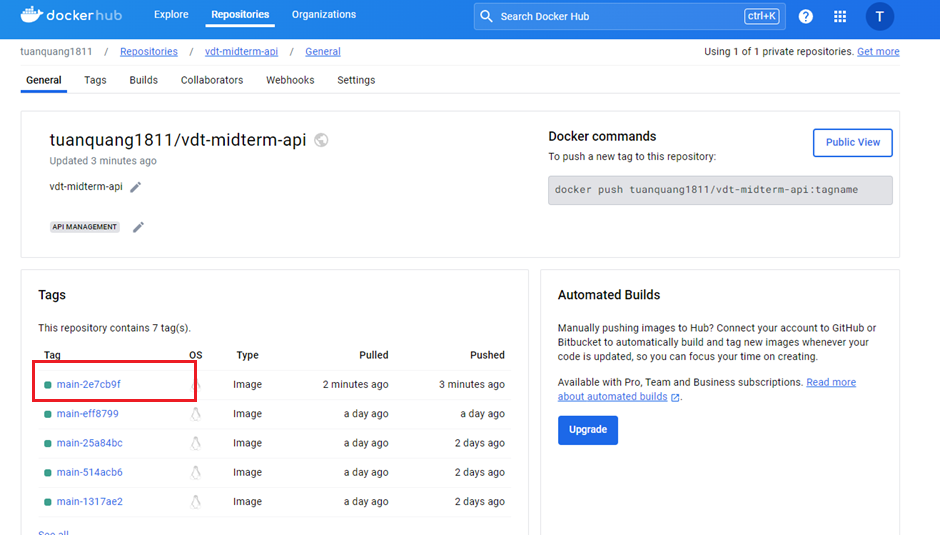 dockerhub
Explore Repositories Organizations
Search Docker Hub ctrl+K
? T
tuanquang1811 / Repositories / vdt-midterm-api / General
Using 1 of 1 private repositories. Get more
General Tags Builds Collaborators Webhooks Settings
tuanquang1811/vdt-midterm-api
Updated 3 minutes ago
vdt-midterm-api
API MANAGEMENT
Docker commands
Public View
To push a new tag to this repository:
docker push tuanquang1811/vdt-midterm-api:tagname
Tags
This repository contains 7 tag(s).
Tag OS Type Pulled Pushed
main-2e7cb9f Image 2 minutes ago 3 minutes ago
main-eff8799 Image a day ago a day ago
main-25a84bc Image a day ago 2 days ago
main-514acb6 Image a day ago 2 days ago
main-1317ae2 Image a day ago 2 days ago
See all
Automated Builds
Manually pushing images to Hub? Connect your account to GitHub or
Bitbucket to automatically build and tag new images whenever your
code is updated, so you can focus your time on creating.
Available with Pro, Team and Business subscriptions. Read more
about automated builds.
Upgrade